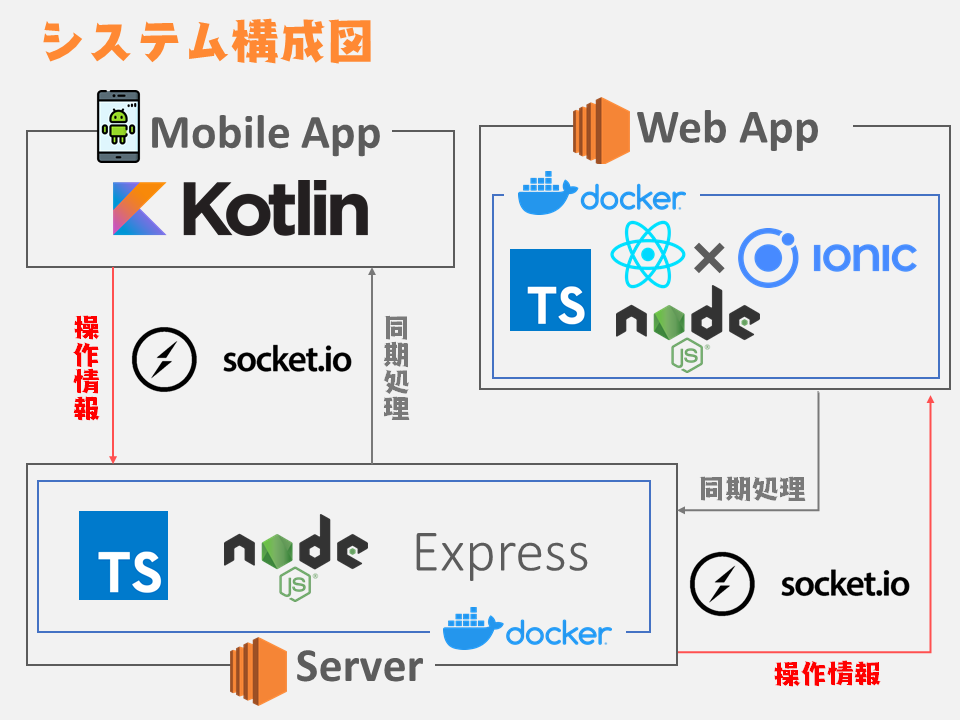 システム構成図
Mobile App
Kotlin
Web App
docker
TS
IONIC
node
JS
操作情報
socket.io
同期処理
同期処理
TS
node
JS
Express
docker
Server
socket.io
操作情報